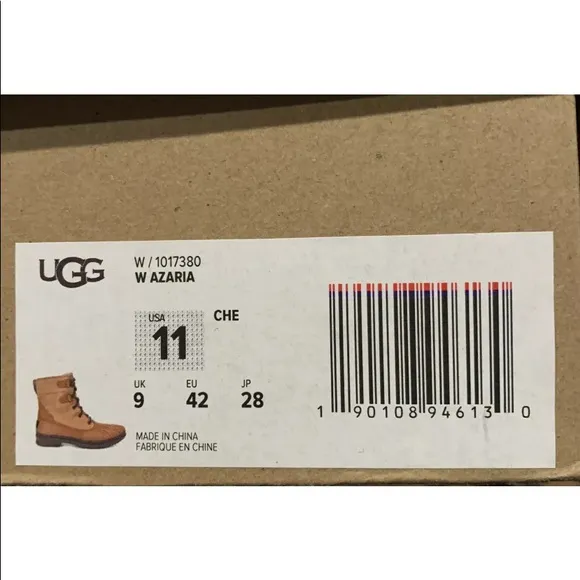 UGG
W / 1017380
W AZARIA
USA
11
CHE
UK EU JP
9 42 28
MADE IN CHINA
FABRIQUE EN CHINE
1 90108 94613 0